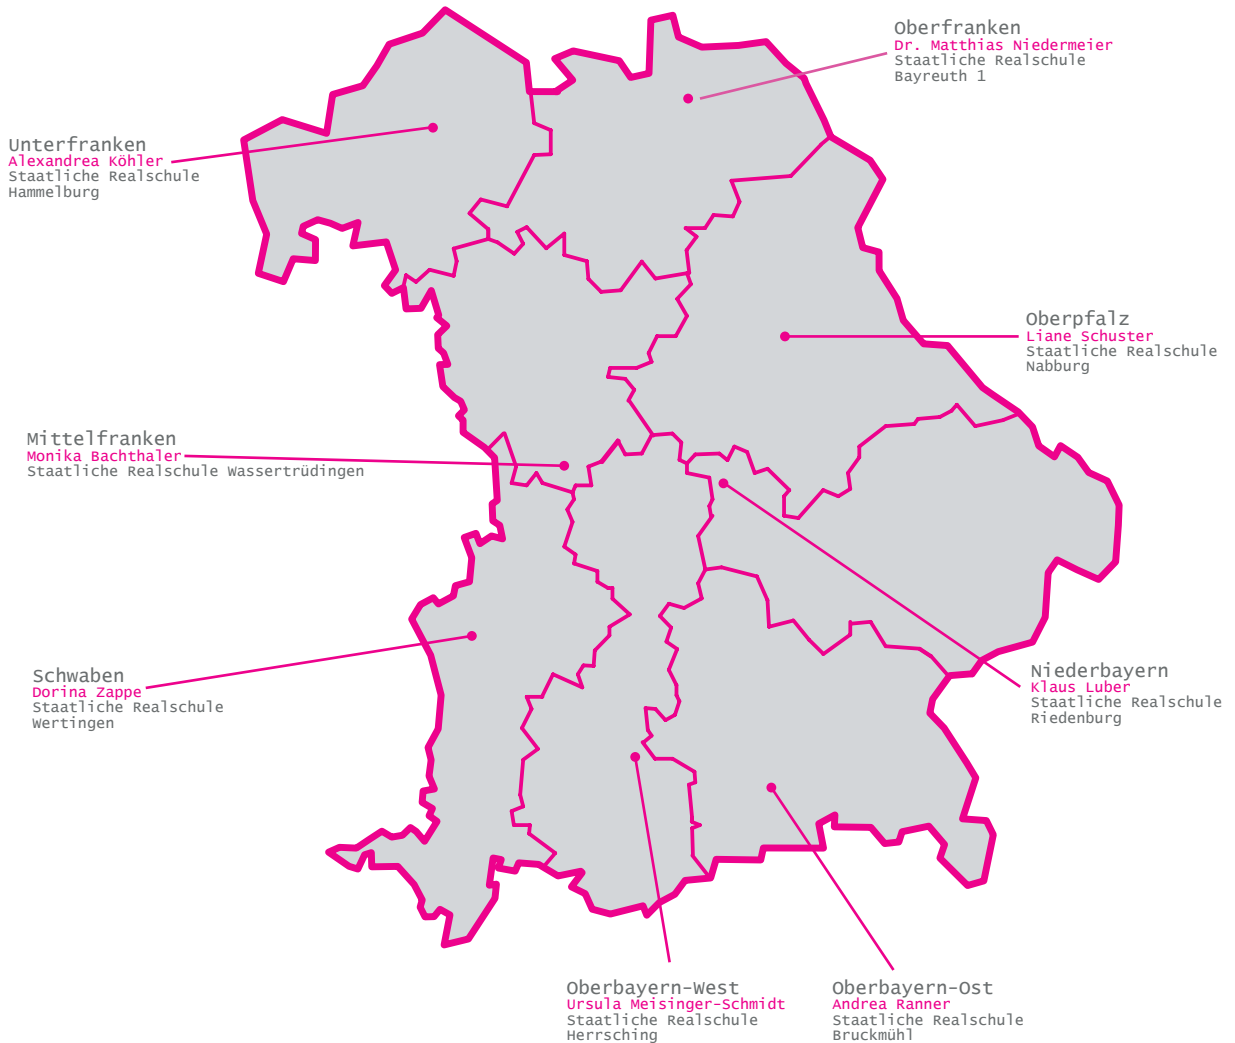 Oberfranken
Dr. Matthias Niedermeier
Staatliche Realschule
Bayreuth 1
Unterfranken
Alexandrea Köhler
Staatliche Realschule
Hammelburg
Oberpfalz
Liane Schuster
Staatliche Realschule
Nabburg
Mittelfranken
Monika Bachthaler
Staatliche Realschule Wassertrüdingen
Schwaben
Dorina Zappe
Staatliche Realschule
Wertingen
Niederbayern
Klaus Luber
Staatliche Realschule
Riedenburg
Oberbayern-West
Ursula Meisinger-Schmidt
Staatliche Realschule
Herrsching
Oberbayern-Ost
Andrea Ranner
Staatliche Realschule
Bruckmühl